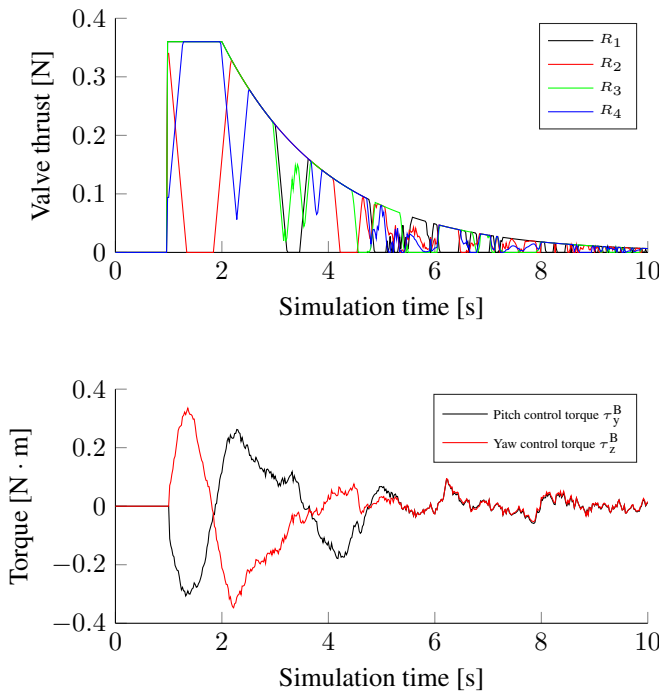 0.4
0.3
0.2
0.1
0
Valve thrust [N]
R₁
R₂
R₃
R₄
0 2 4 6 8 10
Simulation time [s]
0.4
0.2
0
−0.2
−0.4
Torque [N · m]
Pitch control torque τ_y^B
Yaw control torque τ_z^B
0 2 4 6 8 10
Simulation time [s]